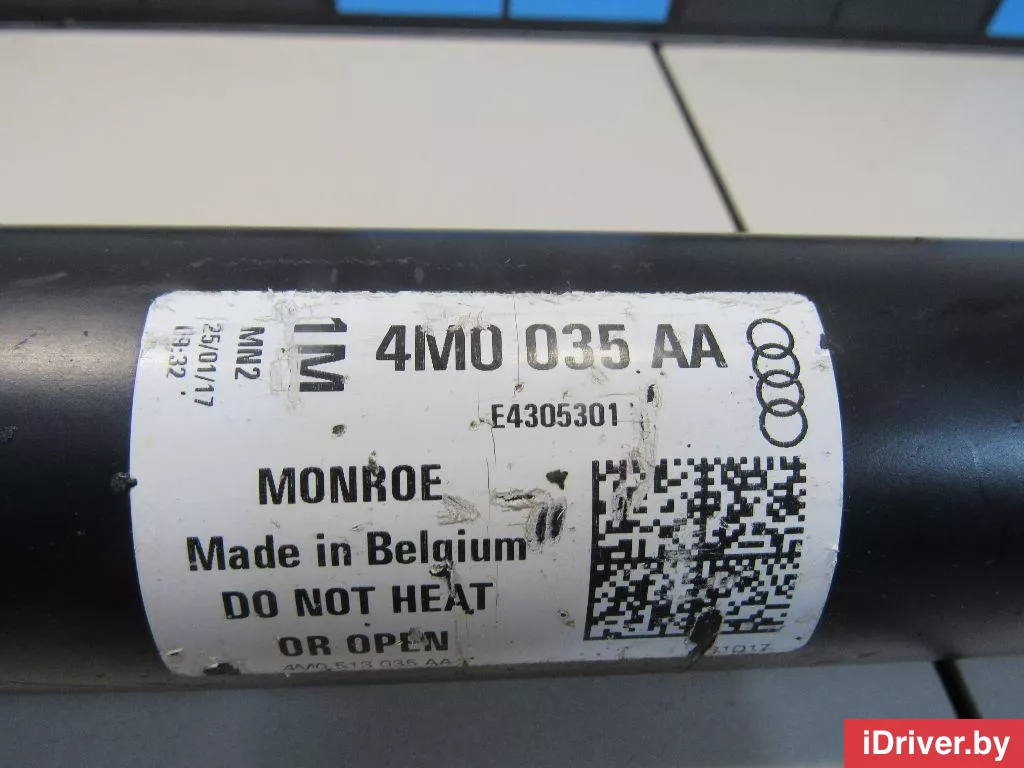 25/01/17
09:32
MN2
1M
4M0 035 AA
E4305301
MONROE
Made in Belgium
DO NOT HEAT
OR OPEN
4M0 513 035 AA
iDriver.by